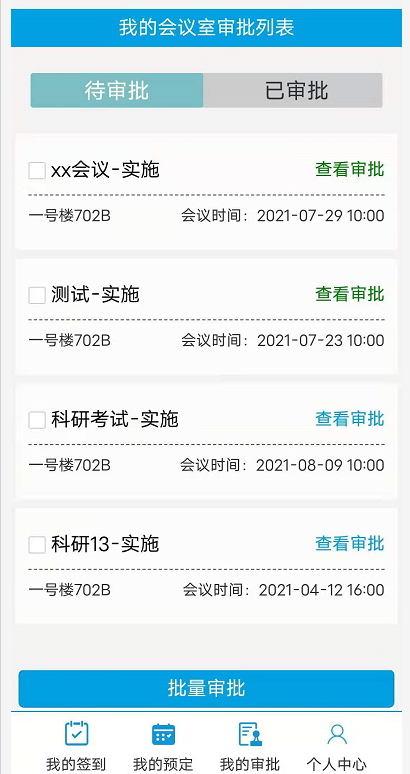 我的会议室审批列表
待审批 已审批
xx会议-实施 查看审批
一号楼702B 会议时间：2021-07-29 10:00
测试-实施 查看审批
一号楼702B 会议时间：2021-07-23 10:00
科研考试-实施 查看审批
一号楼702B 会议时间：2021-08-09 10:00
科研13-实施 查看审批
一号楼702B 会议时间：2021-04-12 16:00
批量审批
我的签到 我的预定 我的审批 个人中心